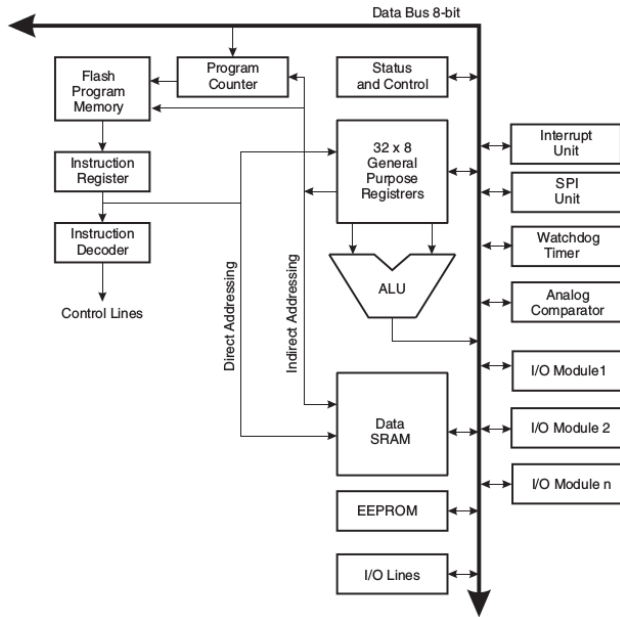 Data Bus 8-bit
Flash
Program
Memory
Program
Counter
Status
and Control
Instruction
Register
32 x 8
General
Purpose
Registrers
Interrupt
Unit
SPI
Unit
Instruction
Decoder
Watchdog
Timer
Control Lines
Direct Addressing
Indirect Addressing
ALU
Analog
Comparator
I/O Module1
Data
SRAM
I/O Module 2
I/O Module n
EEPROM
I/O Lines